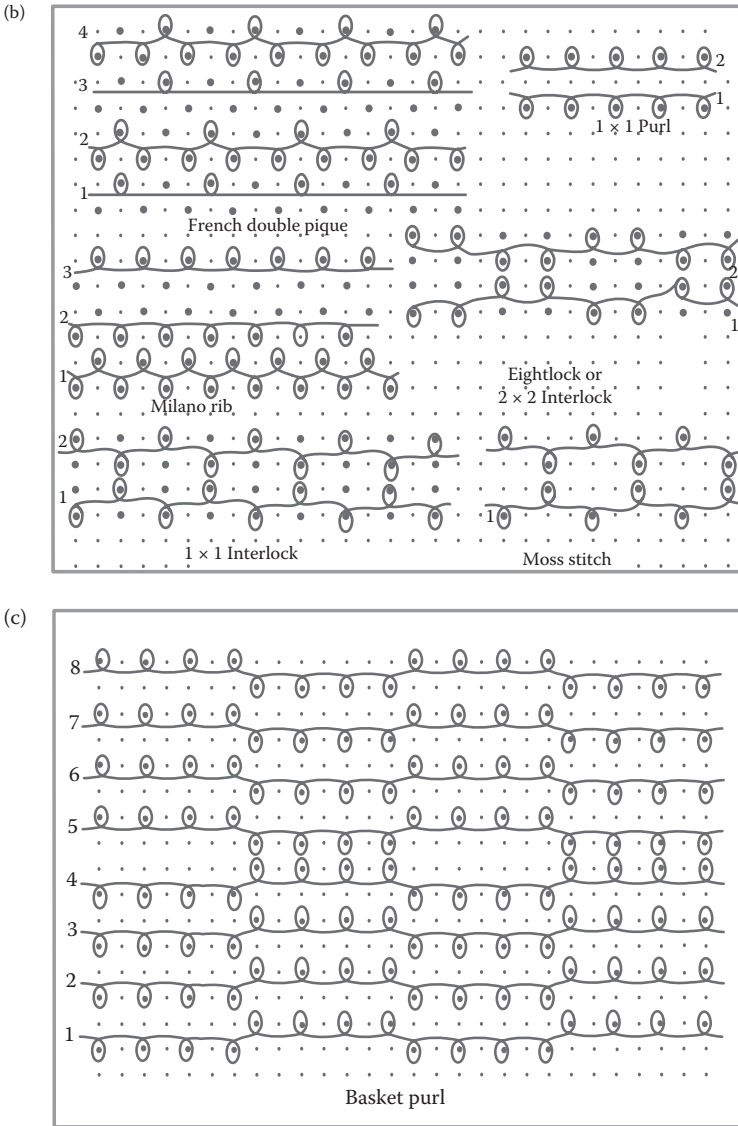 (b)
4
3
2
1
French double pique
2
1
1 × 1 Purl
3
2
1
Milano rib
2
1
Eightlock or
2 × 2 Interlock
2
1
1 × 1 Interlock
1
Moss stitch
(c)
8
7
6
5
4
3
2
1
Basket purl